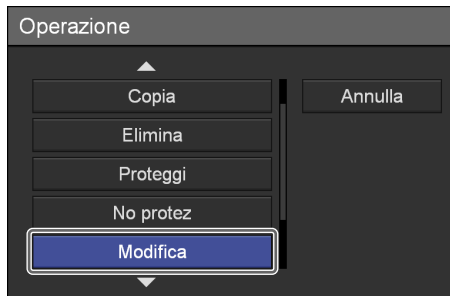 Operazione
Copia
Annulla
Elimina
Proteggi
No protez
Modifica